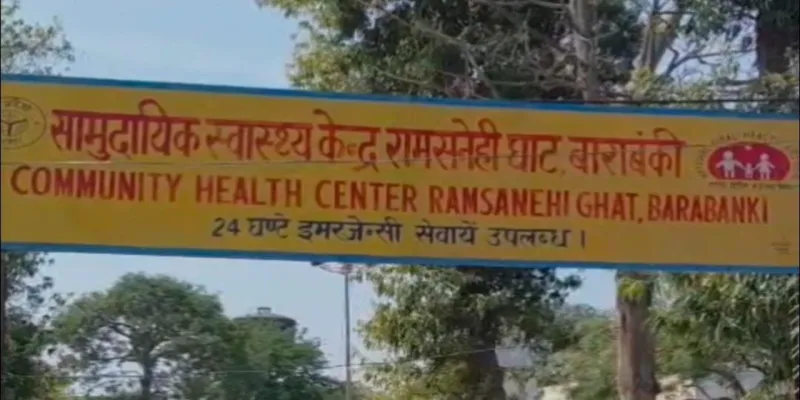 सामुदायिक स्वास्थ्य केन्द्र रामसनेही घाट, बाराबंकी
COMMUNITY HEALTH CENTER RAMSANEHI GHAT, BARABANKI
24 घण्टे इमरजेन्सी सेवायें उपलब्ध।